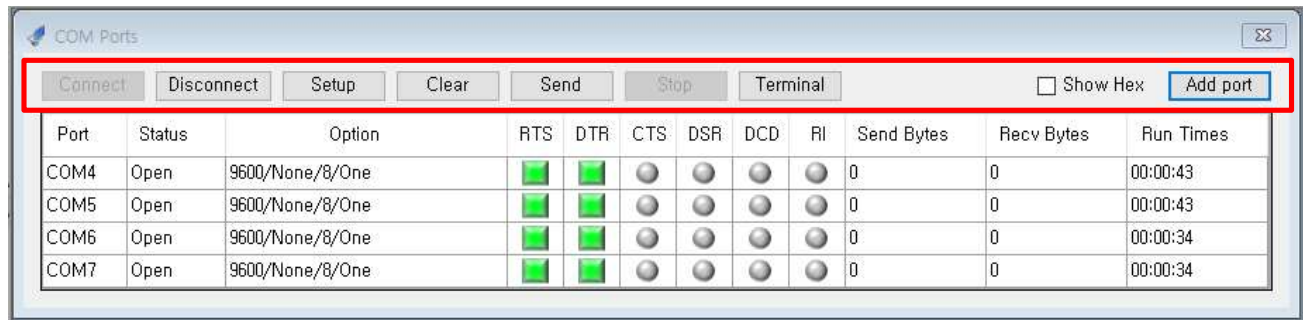 COM Ports
Connect Disconnect Setup Clear Send Stop Terminal Show Hex Add port
Port Status Option RTS DTR CTS DSR DCD RI Send Bytes Recv Bytes Run Times
COM4 Open 9600/None/8/One 0 0 00:00:43
COM5 Open 9600/None/8/One 0 0 00:00:43
COM6 Open 9600/None/8/One 0 0 00:00:34
COM7 Open 9600/None/8/One 0 0 00:00:34